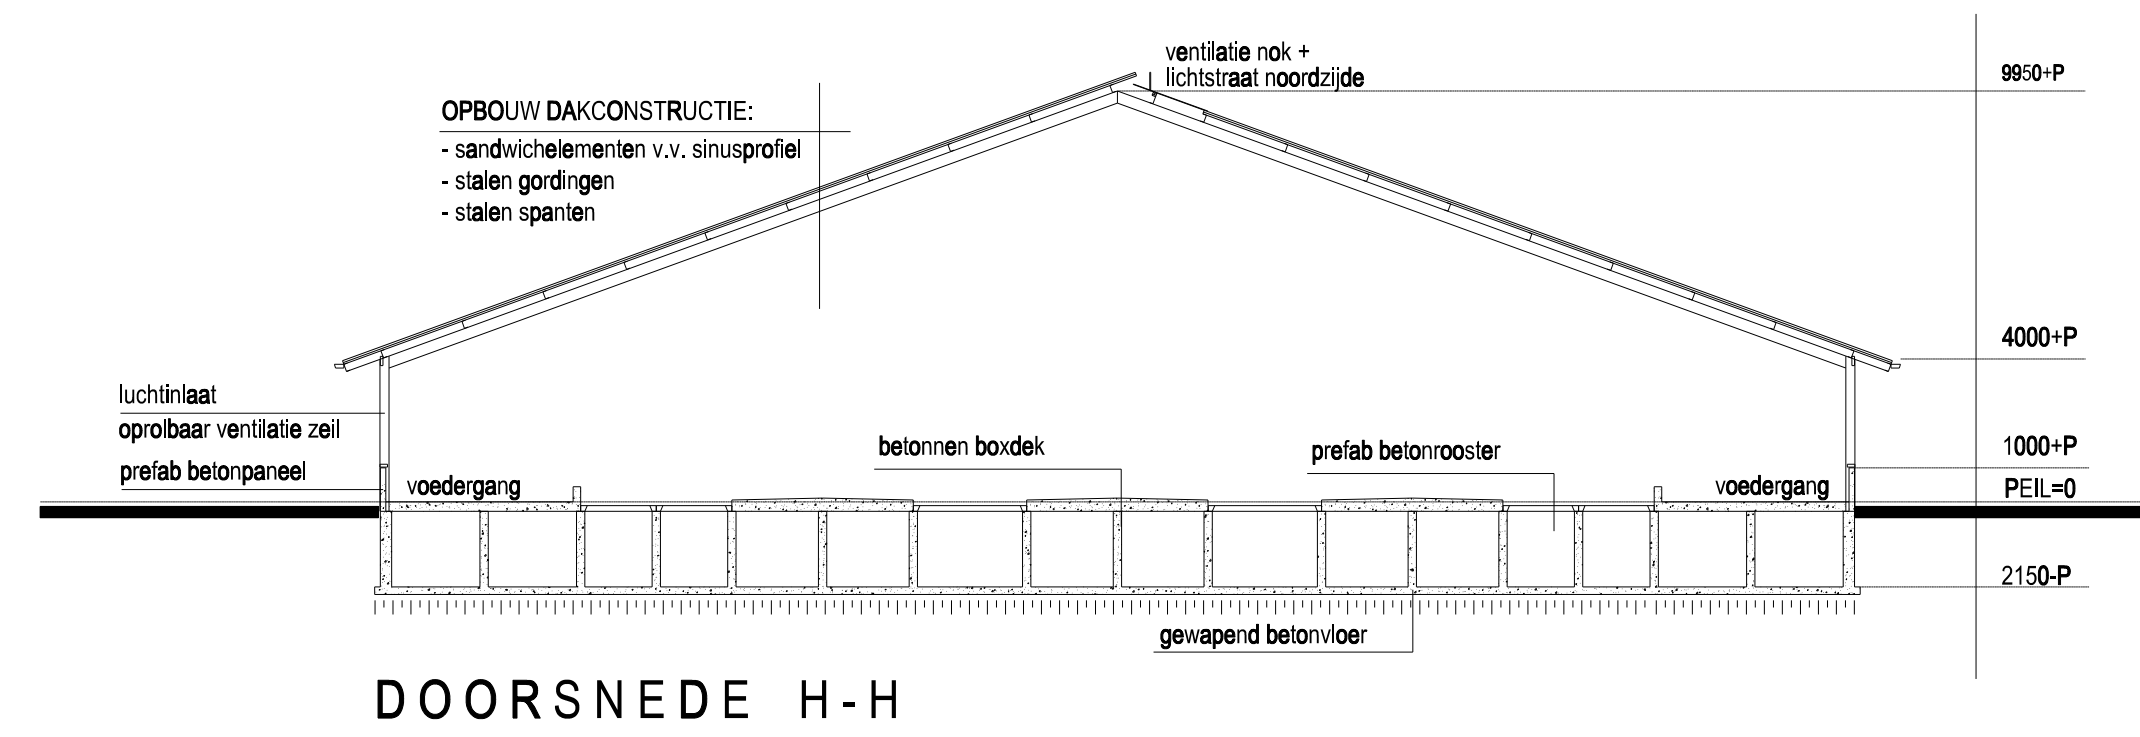 ventilatie nok +
lichtstraat noordzijde
9950+P
OPBOUW DAKCONSTRUCTIE:
- sandwichelementen v.v. sinusprofiel
- stalen gordingen
- stalen spanten
4000+P
luchtinlaat
oprolbaar ventilatie zeil
prefab betonpaneel
voedergang
betonnen boxdek
prefab betonrooster
voedergang
1000+P
PEIL=0
2150-P
gewapend betonvloer
DOORSNEDE H-H